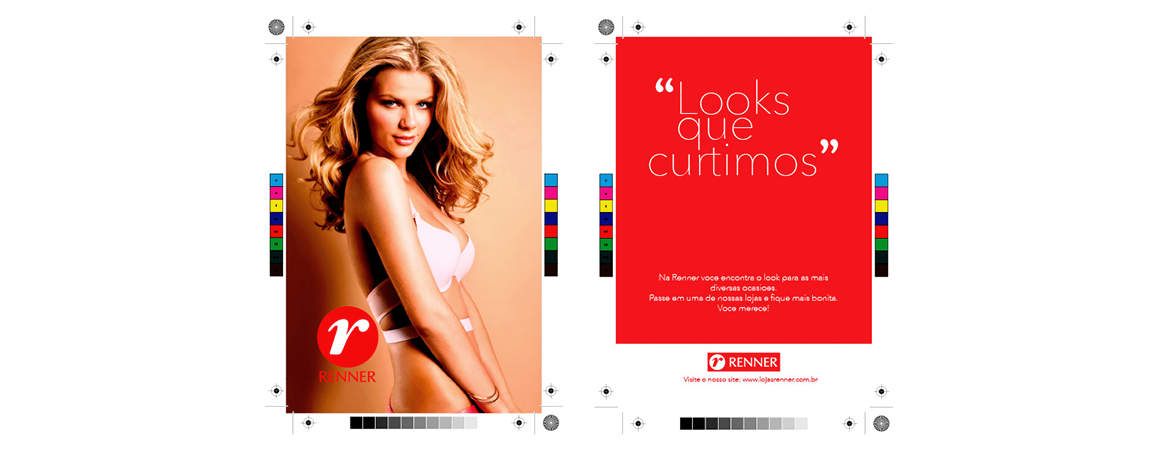 RENNER
“Looks
que
curtimos”
Na Renner voce encontra o look para as mais
diversas ocasioes.
Passe em uma de nossas lojas e fique mais bonita.
Voce merece!
r RENNER
Visite o nosso site: www.lojasrenner.com.br